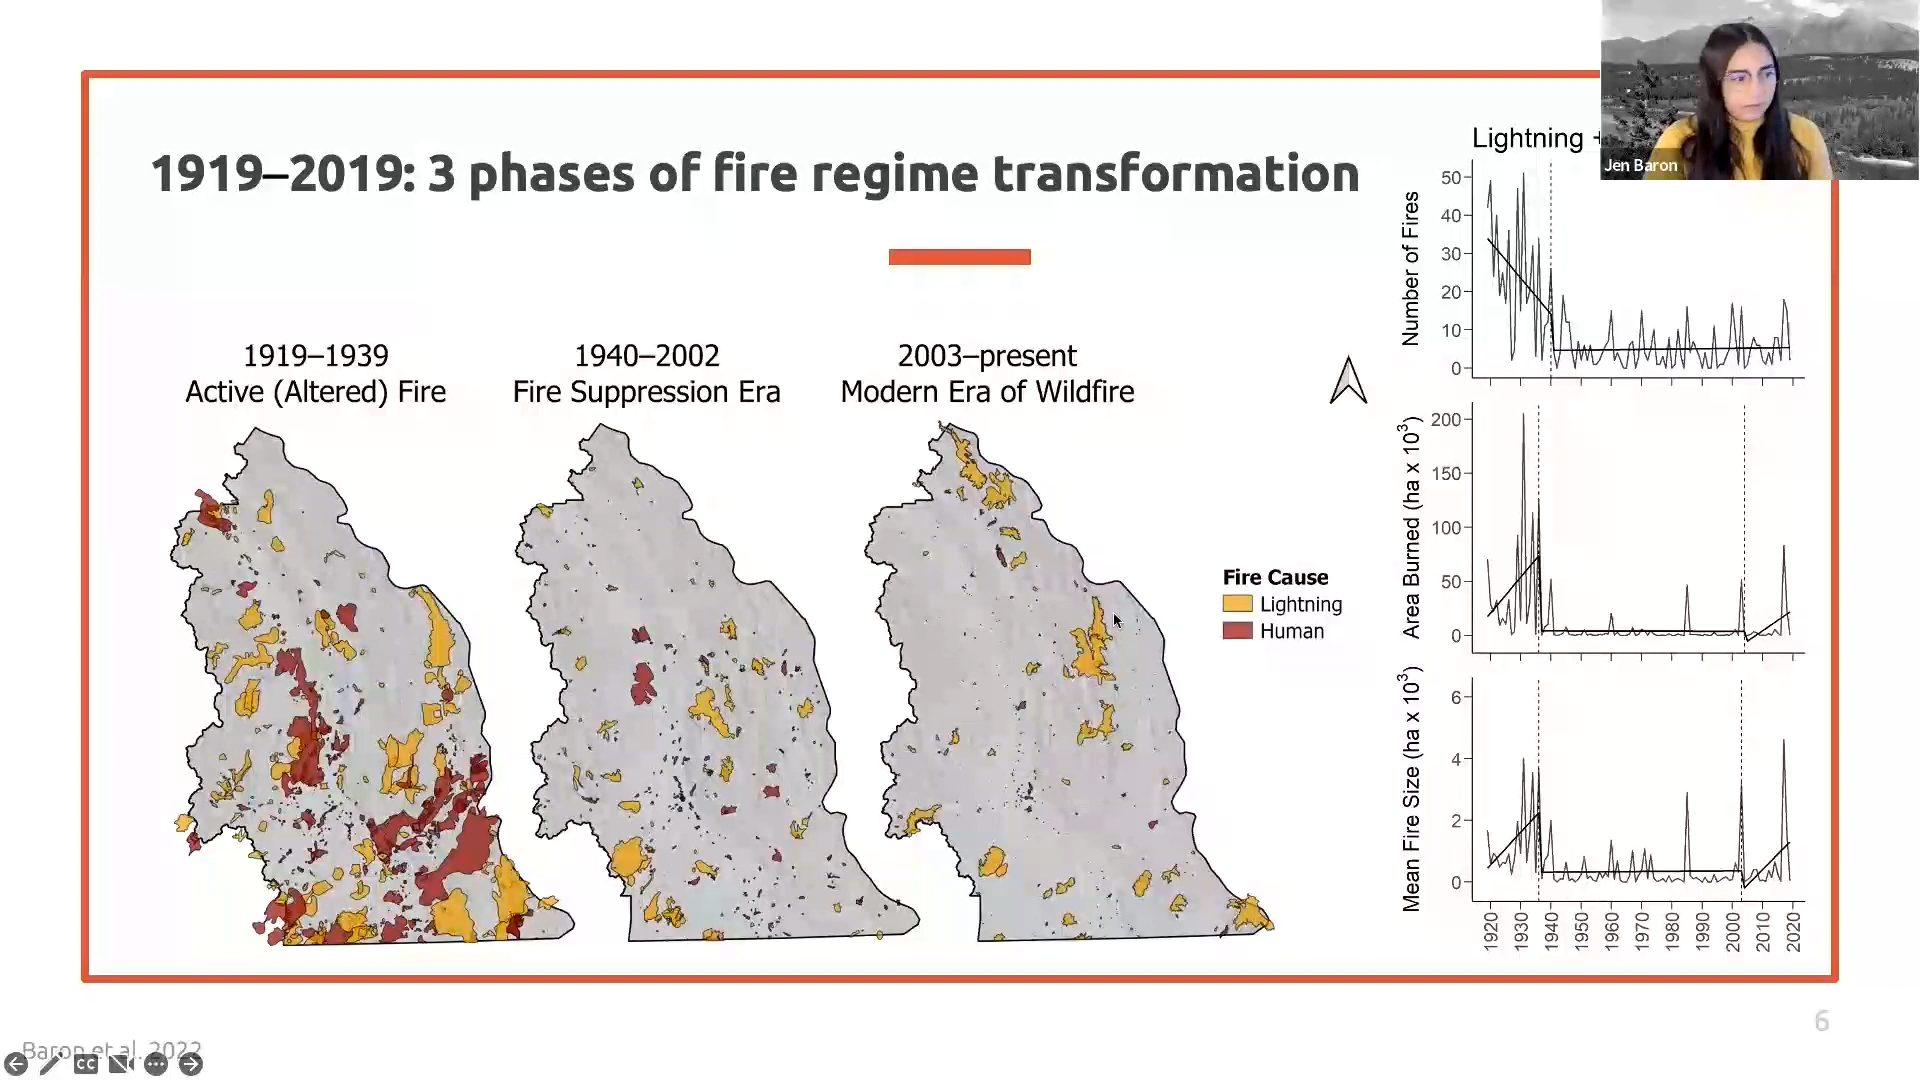 1919–2019: 3 phases of fire regime transformation
Jen Baron
1919–1939
Active (Altered) Fire
1940–2002
Fire Suppression Era
2003–present
Modern Era of Wildfire
Fire Cause
Lightning
Human
Lightning +
Number of Fires
50
40
30
20
10
0
Area Burned (ha x 10³)
200
150
100
50
0
Mean Fire Size (ha x 10³)
6
4
2
0
1920
1930
1940
1950
1960
1970
1980
1990
2000
2010
2020
6
Baron et al. 2022
CC